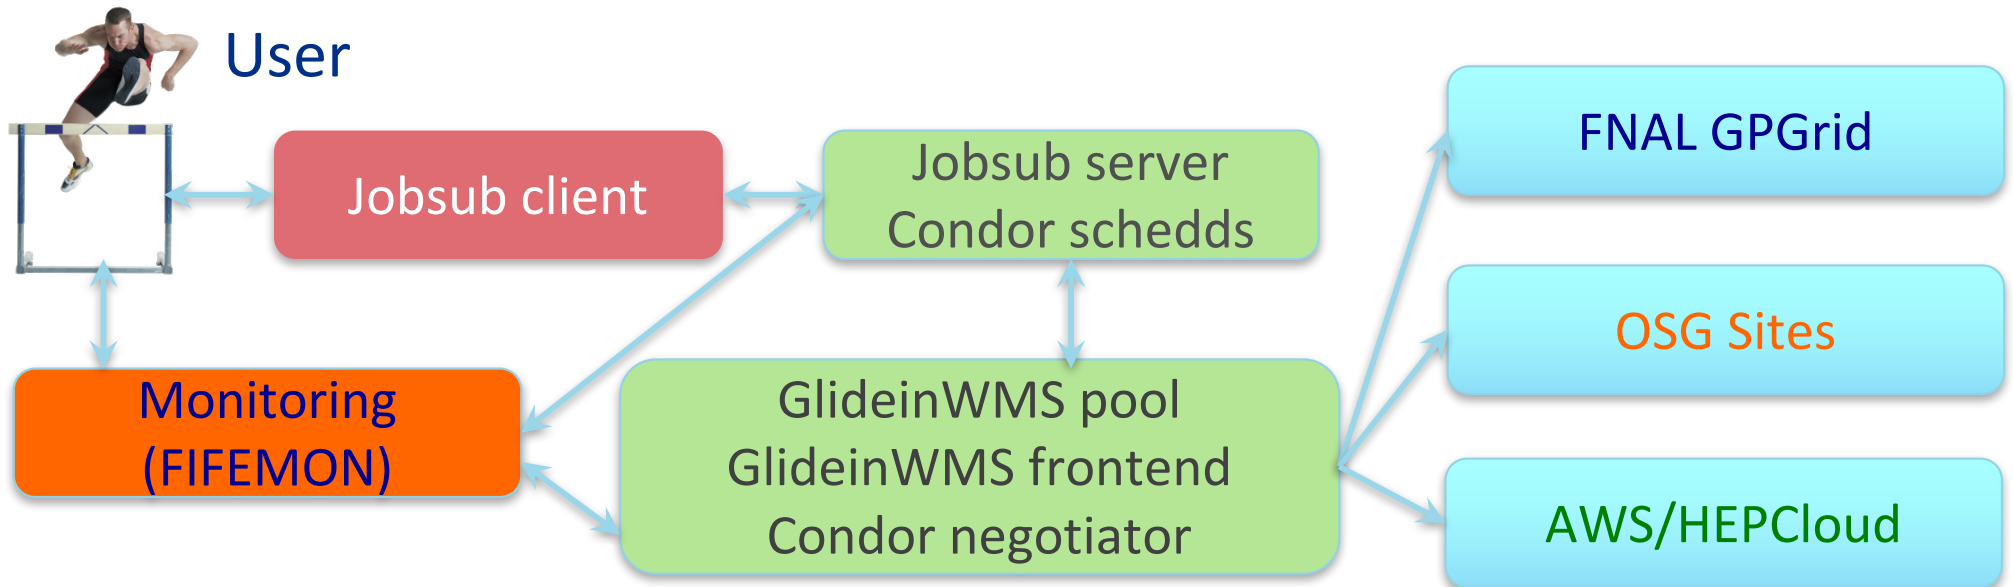 User
Jobsub client
Jobsub server
Condor schedds
Monitoring
(FIFEMON)
GlideinWMS pool
GlideinWMS frontend
Condor negotiator
FNAL GPGrid
OSG Sites
AWS/HEPCloud